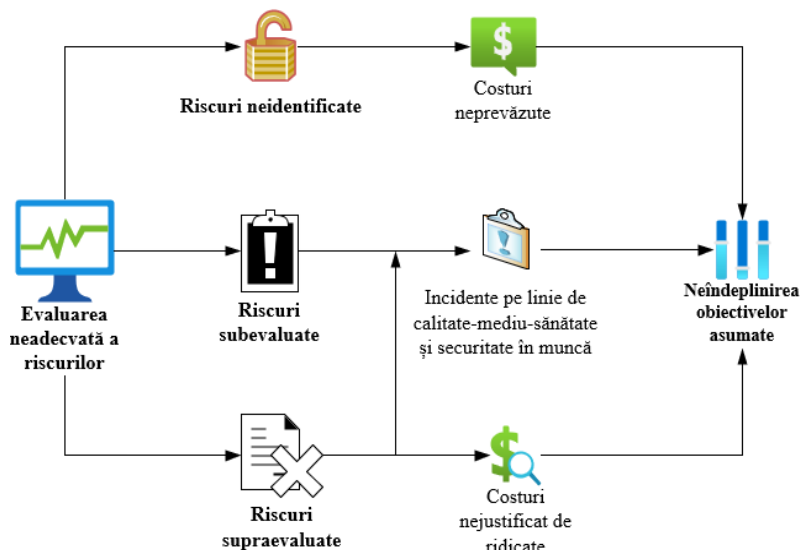 Riscuri neidentificate
Costuri
neprevăzute
Evaluarea
neadecvată a
riscurilor
Riscuri
subevaluate
Incidente pe linie de
calitate-mediu-sănătate
și securitate în muncă
Neîndeplinirea
obiectivelor
asumate
Riscuri
supraevaluate
Costuri
nejustificat de
ridicate